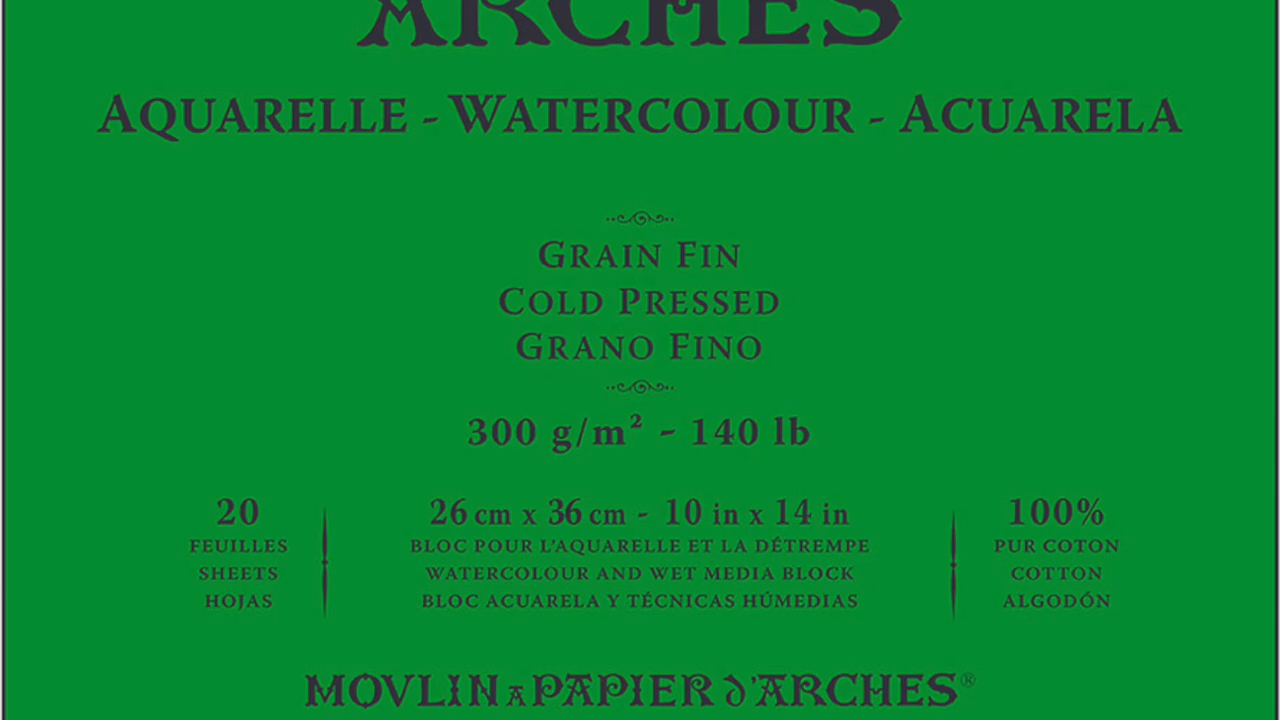 ARCHES
AQUARELLE - WATERCOLOUR - ACUARELA
GRAIN FIN
COLD PRESSED
GRANO FINO
300 g/m² - 140 lb
20
FEUILLES
SHEETS
HOJAS
26 cm x 36 cm - 10 in x 14 in
BLOC POUR L'AQUARELLE ET LA DÉTREMPE
WATERCOLOUR AND WET MEDIA BLOCK
BLOC ACUARELA Y TÉCNICAS HÚMEDIAS
100%
PUR COTON
COTTON
ALGODÓN
MOVLIN A PAPIER D'ARCHES®